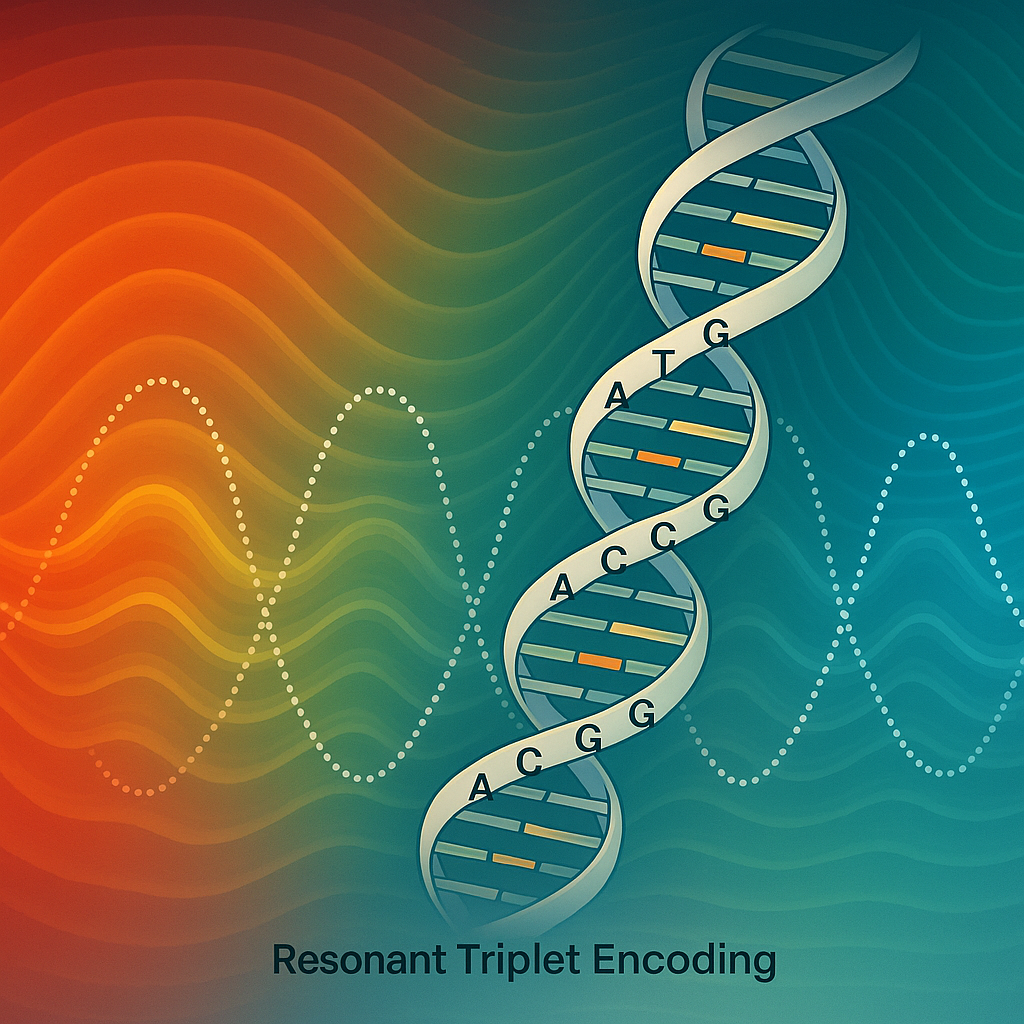 A T G
A C C G
A C G G
Resonant Triplet Encoding